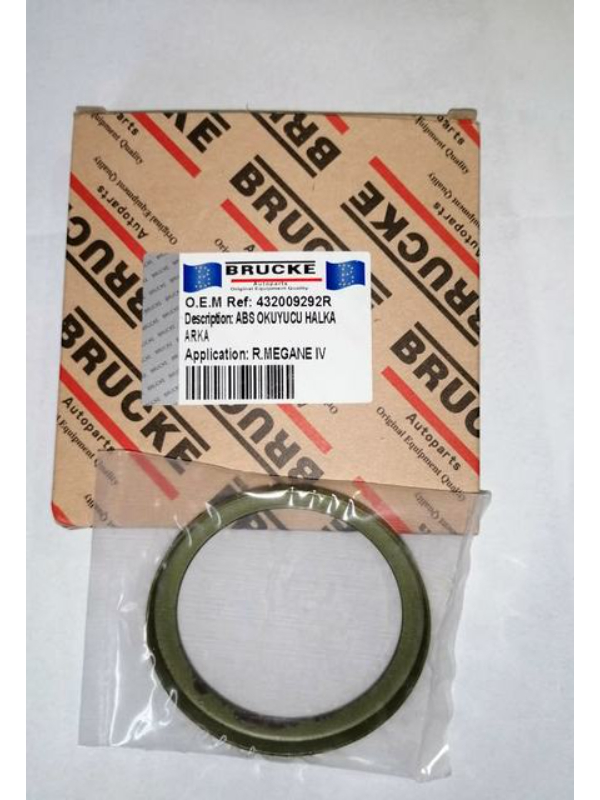 BRUCKE
Autoparts
Original Equipment Quality
O.E.M Ref: 432009292R
Description: ABS OKUYUCU HALKA
ARKA
Application: R.MEGANE IV
BRUCKE
Autoparts
Original Equipment Quality
BRUCKE
BRUCKE
Autoparts
Original Equipment Quality
BRUCKE
Autoparts
Original Equipment Quality